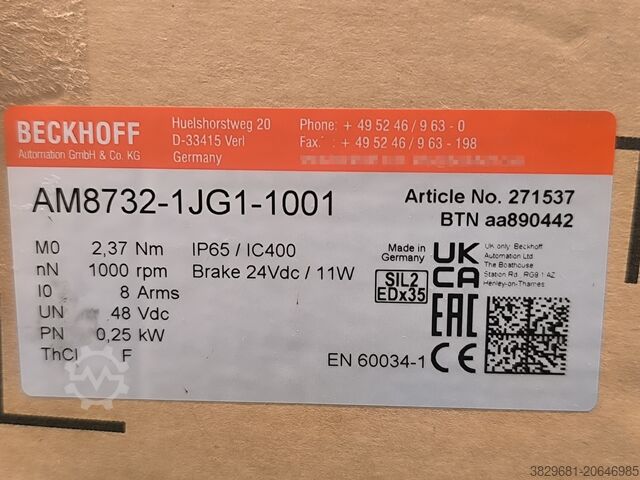 BECKHOFF
Automation GmbH & Co. KG
Huelshorstweg 20
D-33415 Verl
Germany
Phone: + 49 52 46 / 9 63 - 0
Fax: + 49 52 46 / 9 63 - 198
AM8732-1JG1-1001
Article No. 271537
BTN aa890442
M0 2,37 Nm IP65 / IC400
nN 1000 rpm Brake 24Vdc / 11W
I0 8 Arms
UN 48 Vdc
PN 0,25 kW
ThCl F
Made in
Germany
SIL2
EDx35
UK
CA
EAC
CE
UK only: Beckhoff
Automation Ltd.
The Boathouse
Station Rd. RG9 1 AZ
Henley-on-Thames
EN 60034-1
3829681-20646985